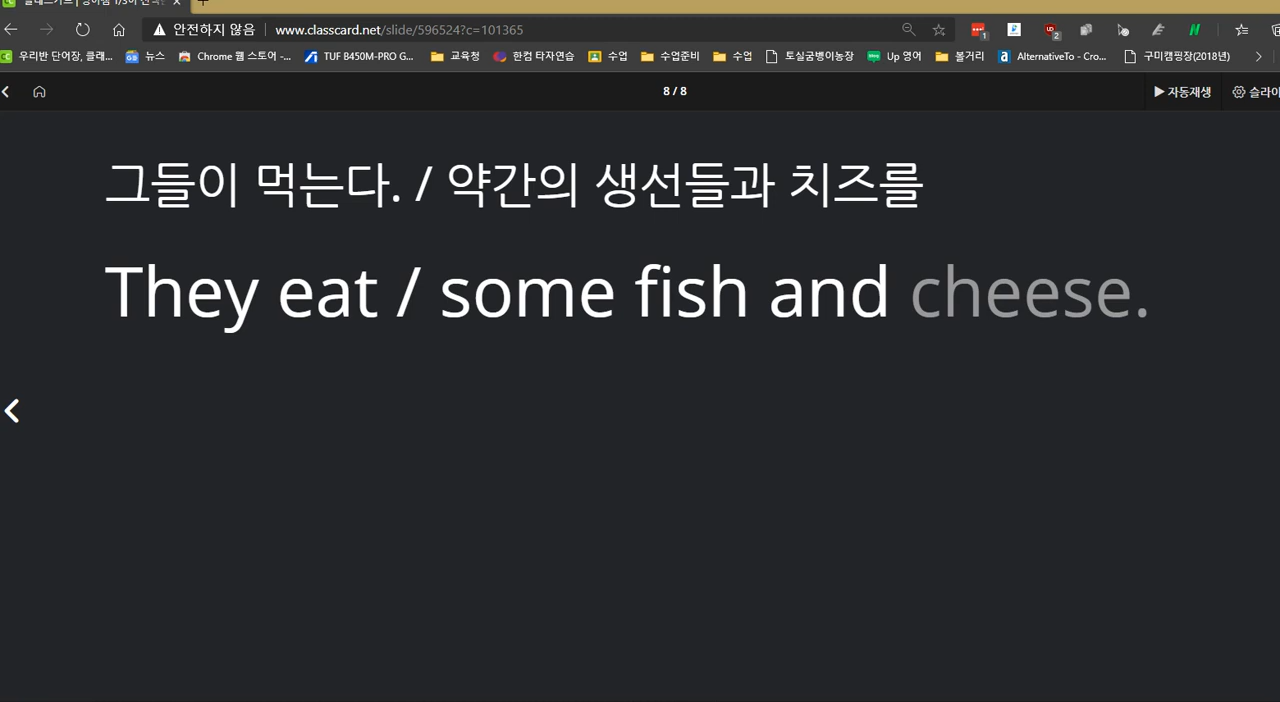 안전하지 않음 www.classcard.net/slide/596524?c=101365
우리반 단어장, 클래... 뉴스 Chrome 웹 스토어 -... TUF B450M-PRO G... 교육청 한컴 타자연습 수업 수업준비 수업 토실굼벵이농장 Up 영어 볼거리 AlternativeTo - Cro... 구미캠핑장(2018년)
8 / 8 자동재생 슬라이
그들이 먹는다. / 약간의 생선들과 치즈를
They eat / some fish and cheese.